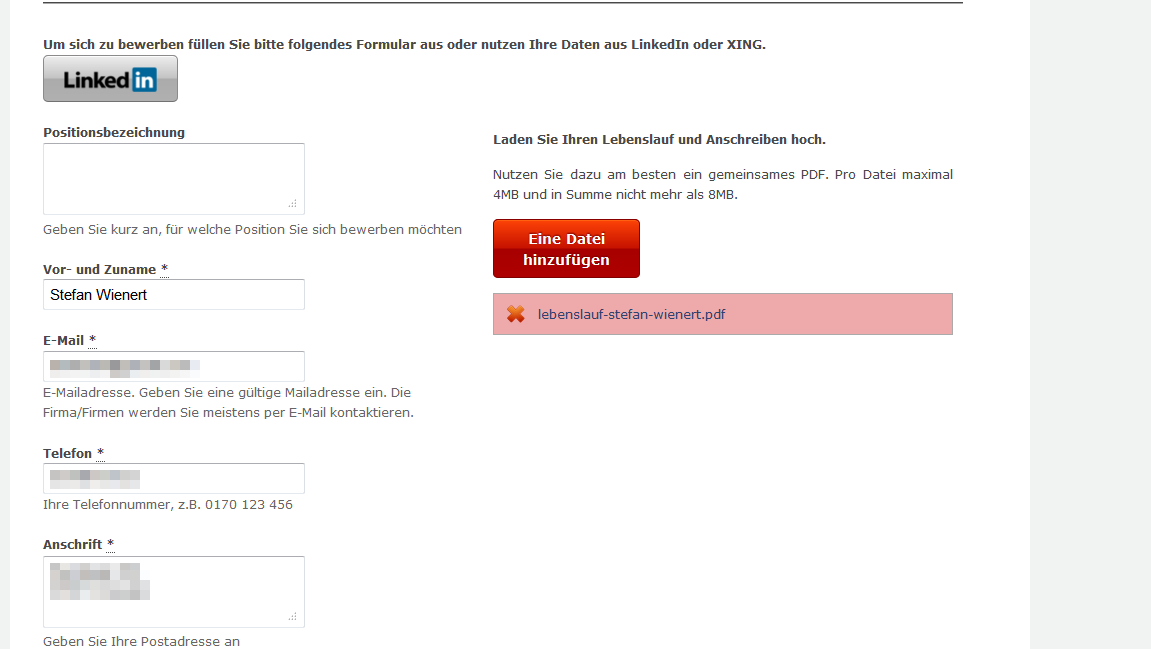 Um sich zu bewerben füllen Sie bitte folgendes Formular aus oder nutzen Ihre Daten aus LinkedIn oder XING.
Linked in
Positionsbezeichnung
Geben Sie kurz an, für welche Position Sie sich bewerben möchten
Vor- und Zuname *
Stefan Wienert
E-Mail *
E-Mailadresse. Geben Sie eine gültige Mailadresse ein. Die
Firma/Firmen werden Sie meistens per E-Mail kontaktieren.
Telefon *
Ihre Telefonnummer, z.B. 0170 123 456
Anschrift *
Geben Sie Ihre Postadresse an
Laden Sie Ihren Lebenslauf und Anschreiben hoch.
Nutzen Sie dazu am besten ein gemeinsames PDF. Pro Datei maximal
4MB und in Summe nicht mehr als 8MB.
Eine Datei
hinzufügen
lebenslauf-stefan-wienert.pdf